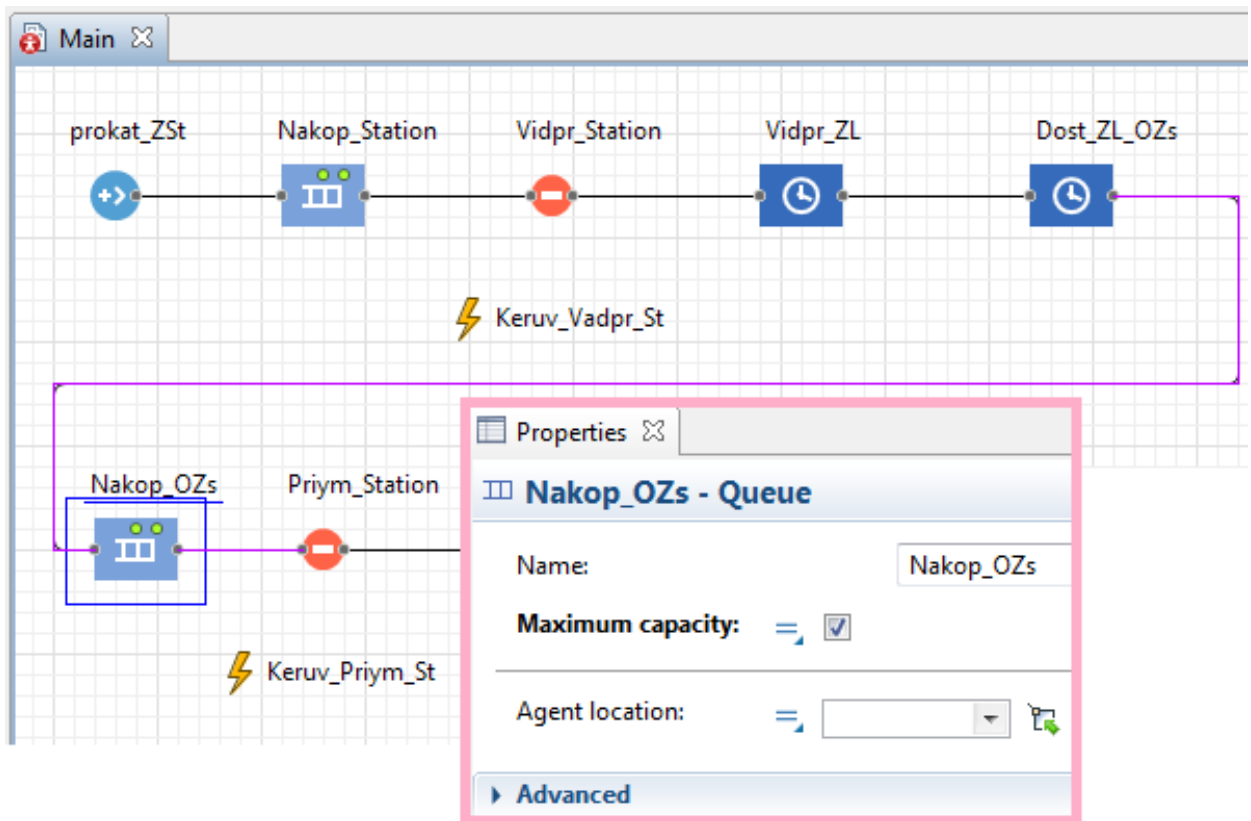 Main
prokat_ZSt
Nakop_Station
Vidpr_Station
Vidpr_ZL
Dost_ZL_OZs
Keruv_Vadpr_St
Nakop_OZs
Priym_Station
Keruv_Priym_St
Properties
Nakop_OZs - Queue
Name:
Nakop_OZs
Maximum capacity:
Agent location:
Advanced